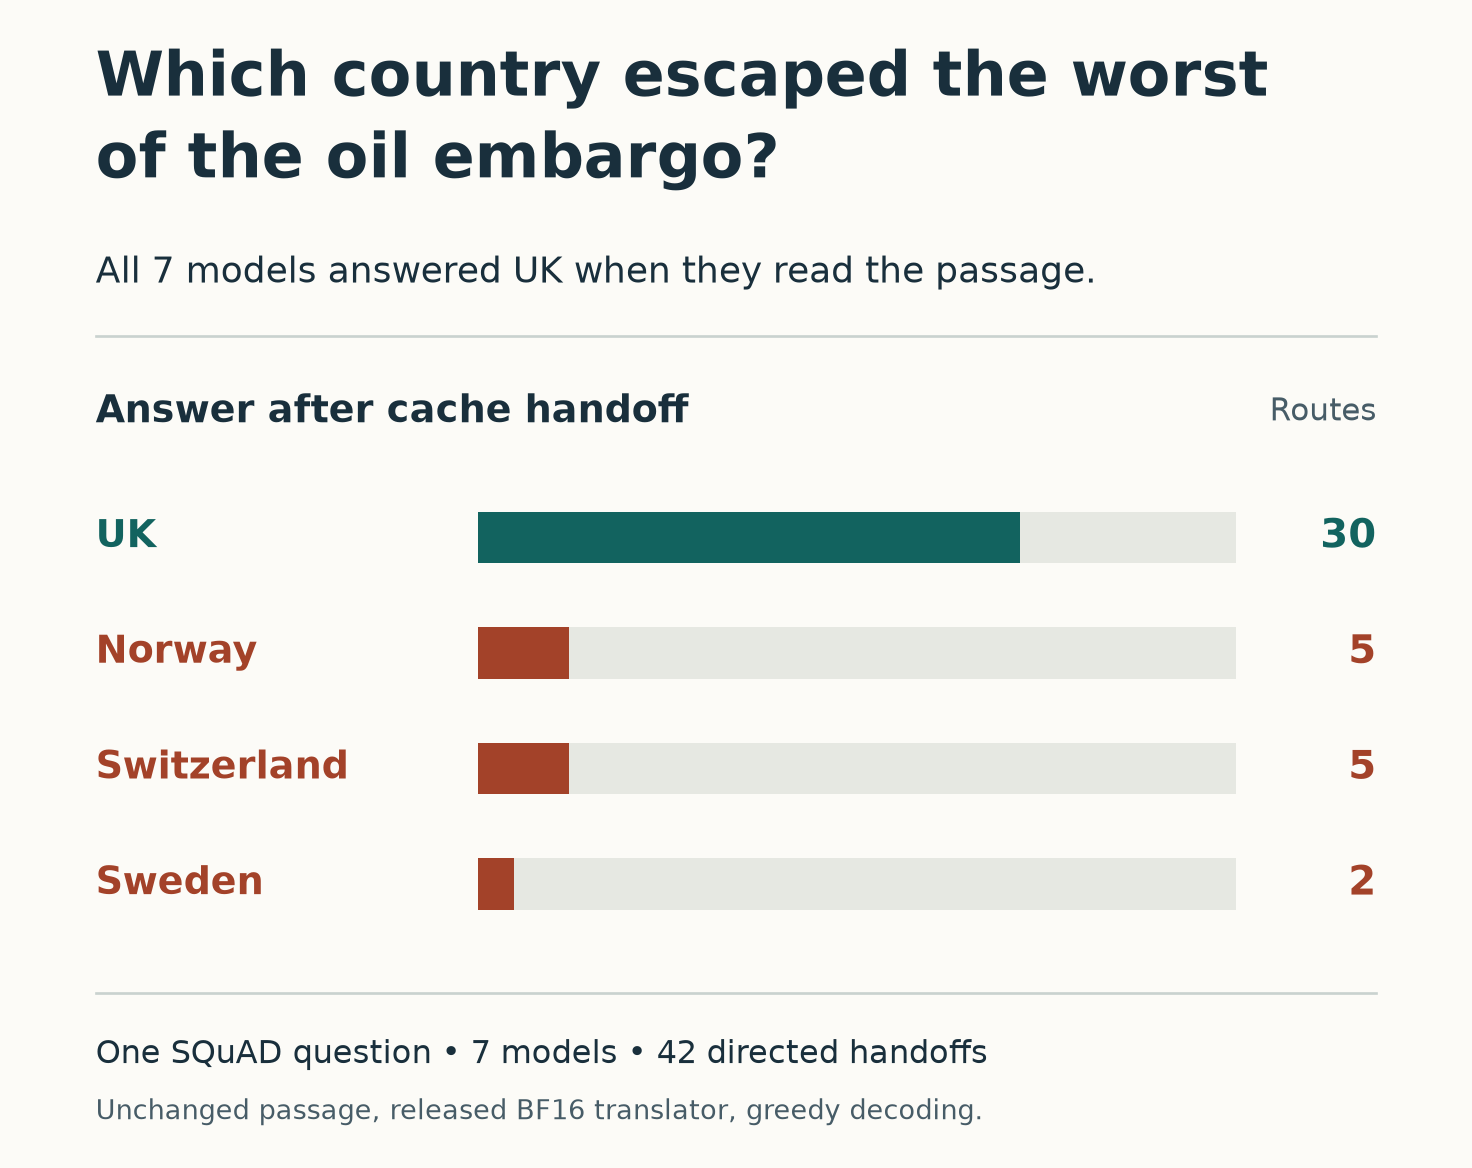 Which country escaped the worst
of the oil embargo?
All 7 models answered UK when they read the passage.
Answer after cache handoff Routes
UK 30
Norway 5
Switzerland 5
Sweden 2
One SQuAD question • 7 models • 42 directed handoffs
Unchanged passage, released BF16 translator, greedy decoding.